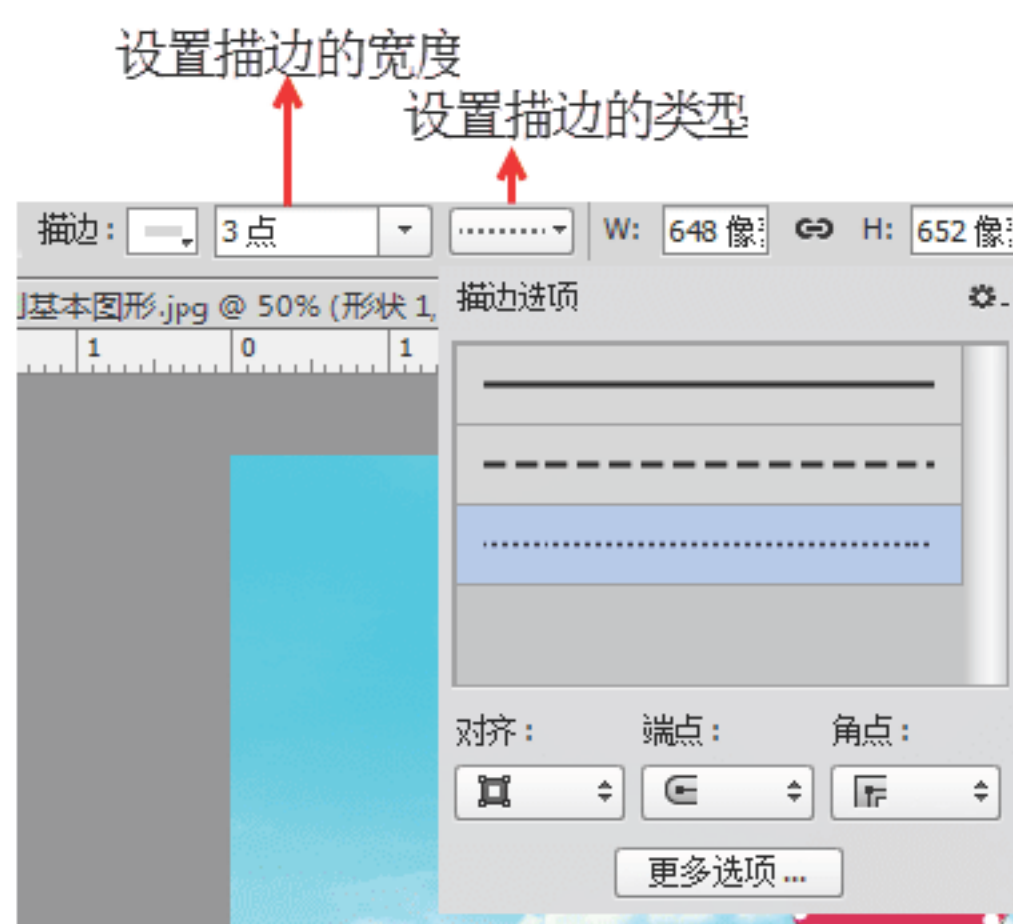 设置描边的宽度
设置描边的类型
描边： 3点 W: 648 像 H: 652 像
基本图形.jpg @ 50% (形状 1,
描边选项
1 0 1
对齐： 端点： 角点：
更多选项...